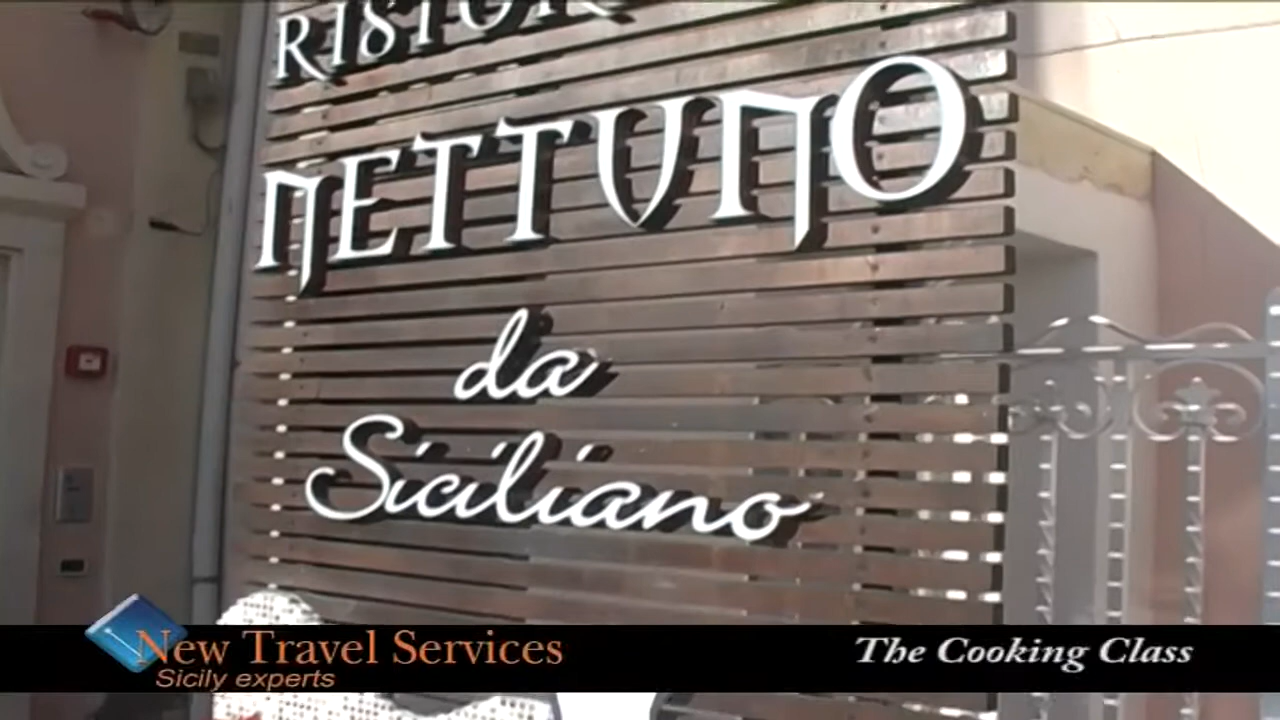 NETTUNO
da
Siciliano
New Travel Services
Sicily experts
The Cooking Class